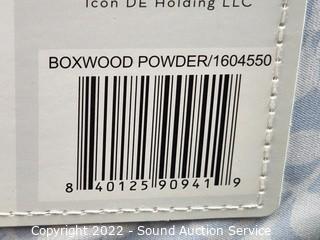 Icon DE Holding LLC
BOXWOOD POWDER/1604550
8 40125 90941 9
Copyright 2022 - Sound Auction Service